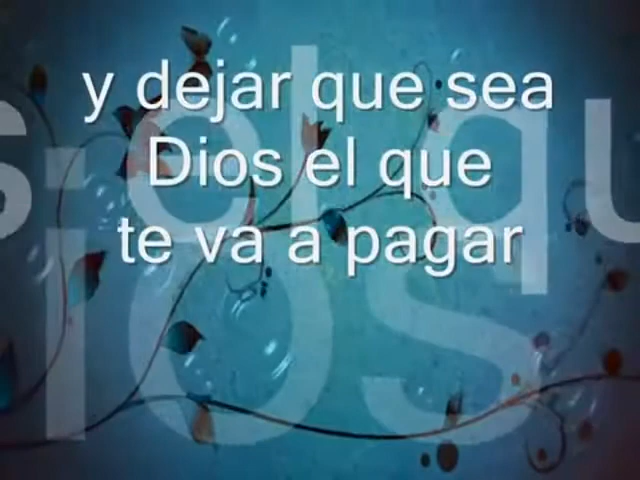 y dejar que sea
Dios el que
te va a pagar